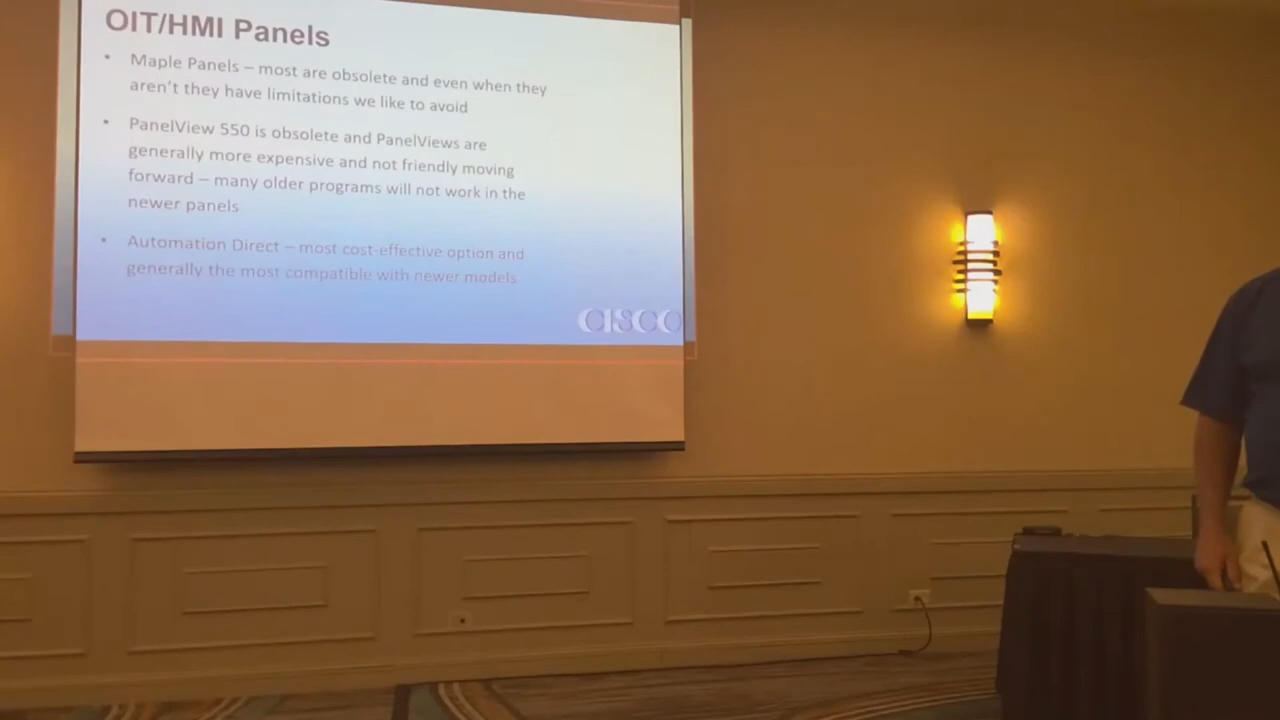 OIT/HMI Panels
• Maple Panels – most are obsolete and even when they
aren't they have limitations we like to avoid
• PanelView 550 is obsolete and PanelViews are
generally more expensive and not friendly moving
forward – many older programs will not work in the
newer panels
• Automation Direct – most cost-effective option and
generally the most compatible with newer models
CISCO